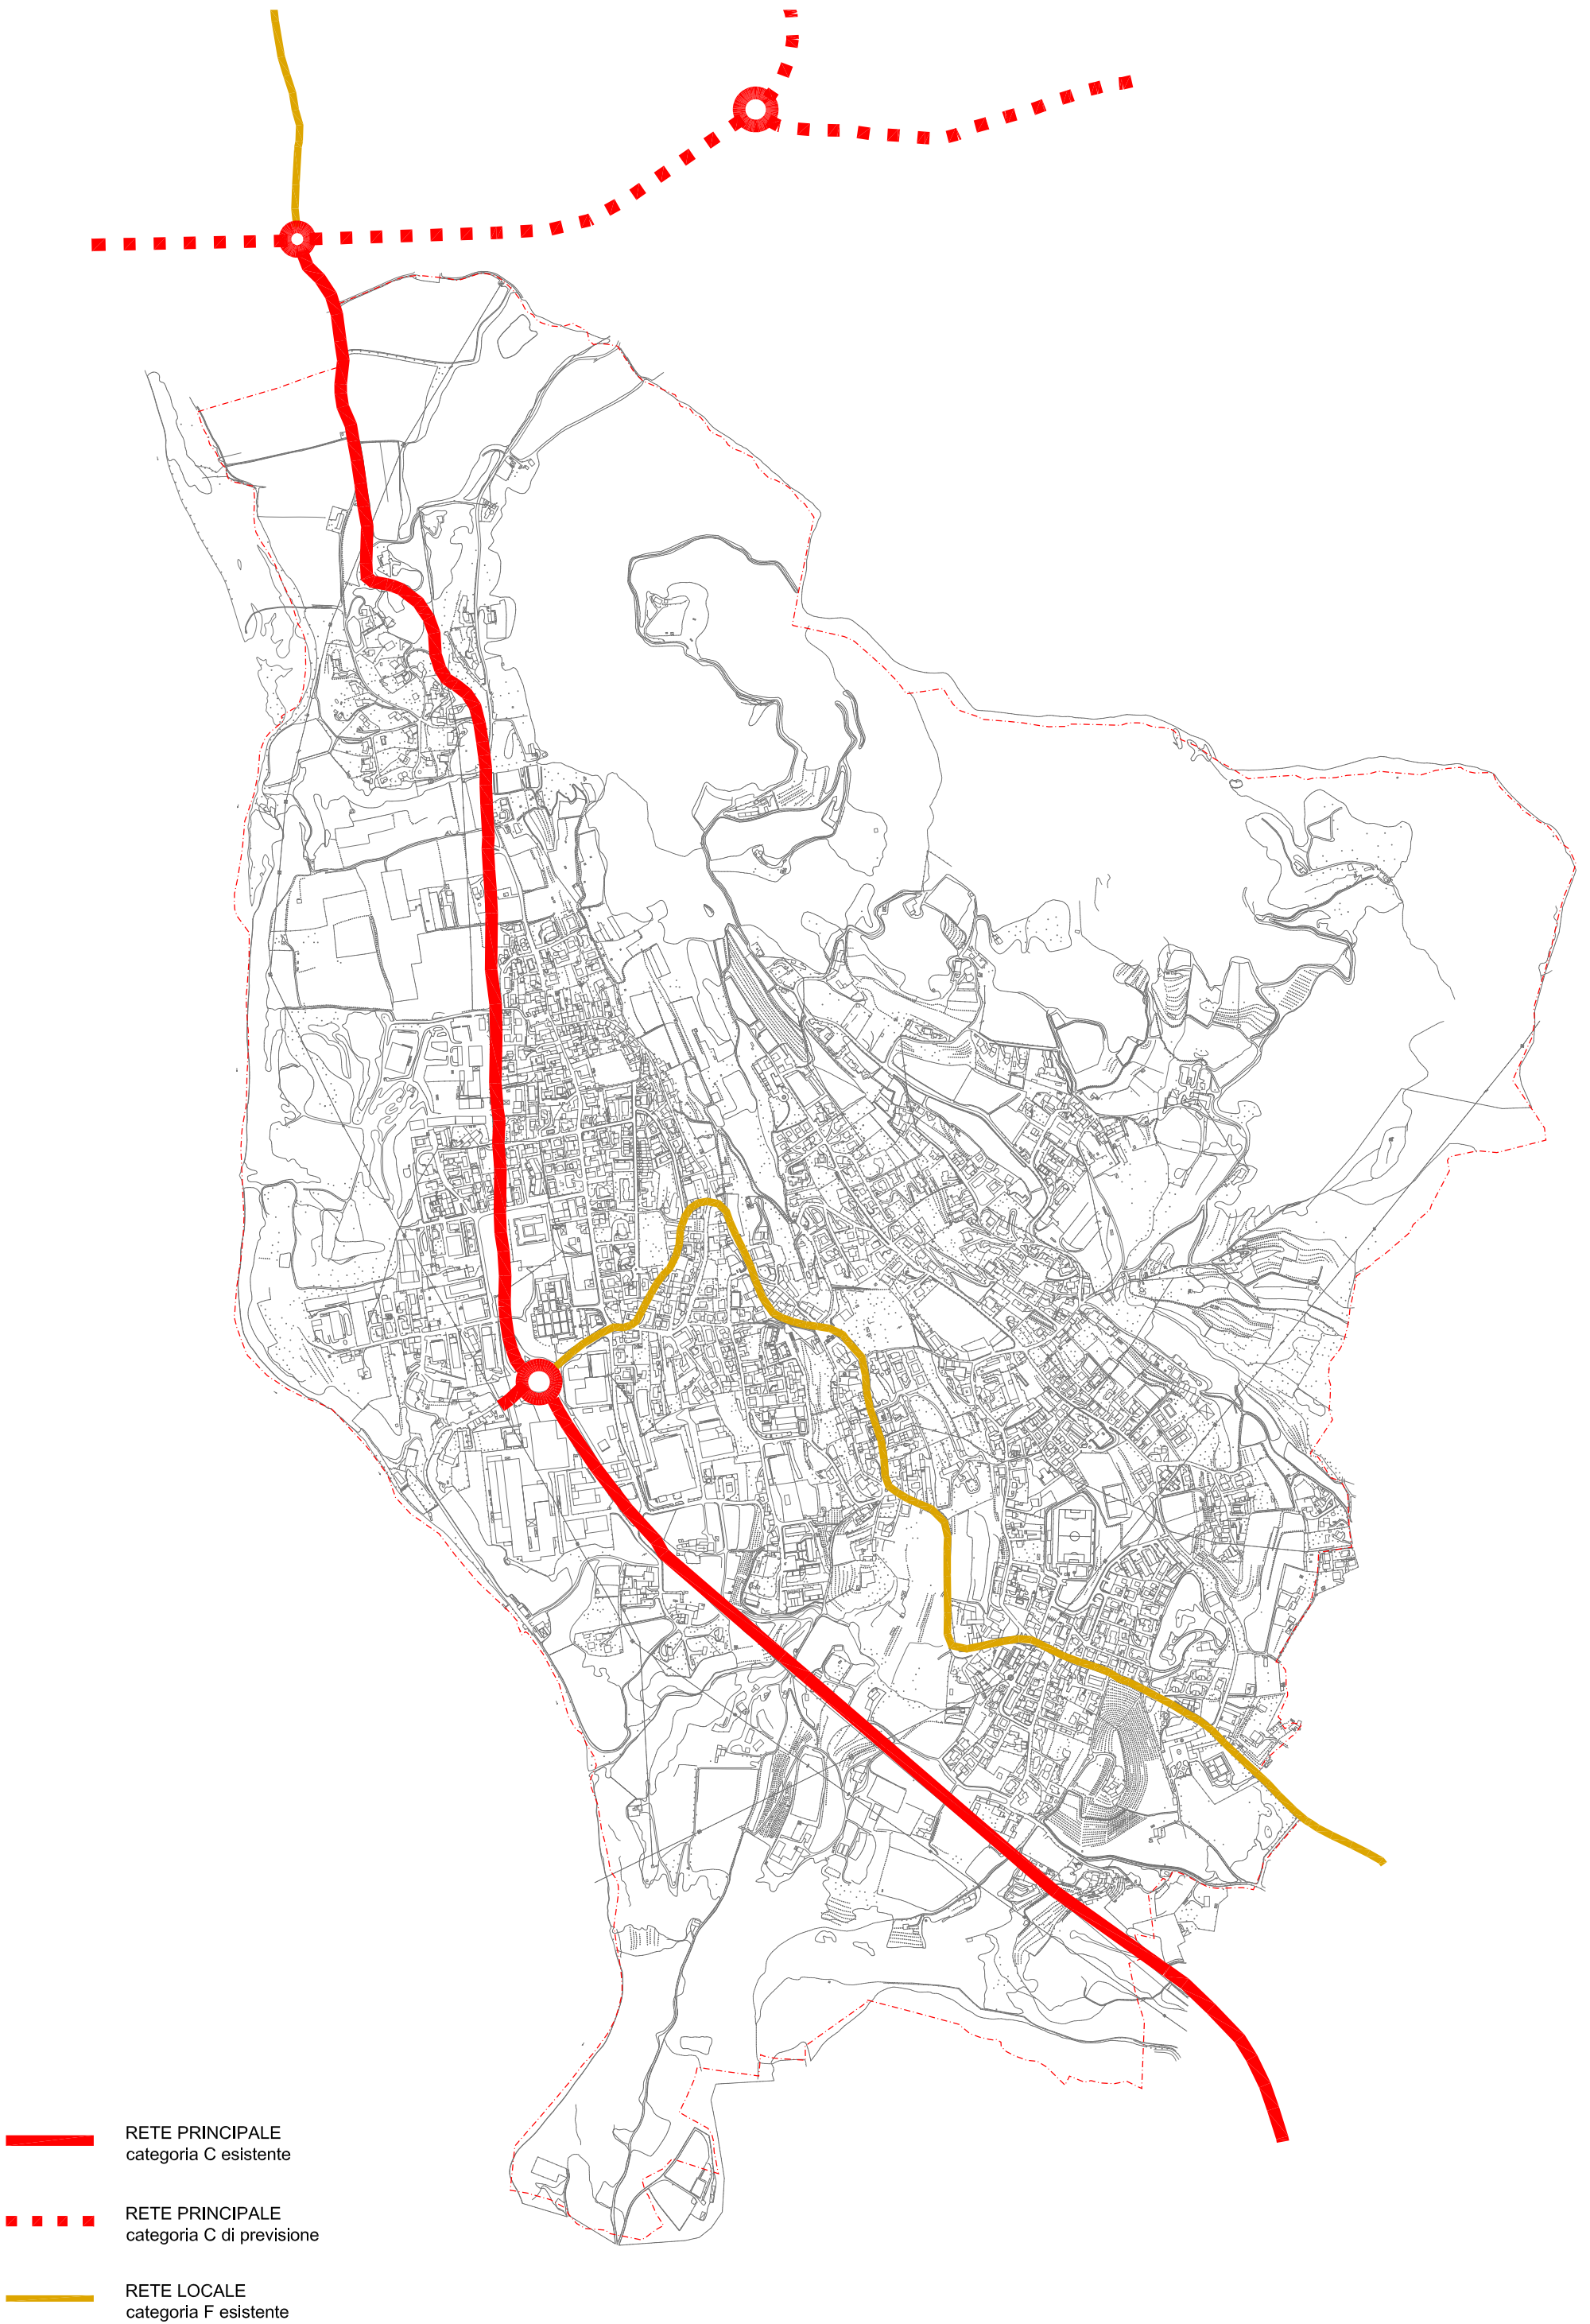 RETE PRINCIPALE
categoria C esistente
RETE PRINCIPALE
categoria C di previsione
RETE LOCALE
categoria F esistente